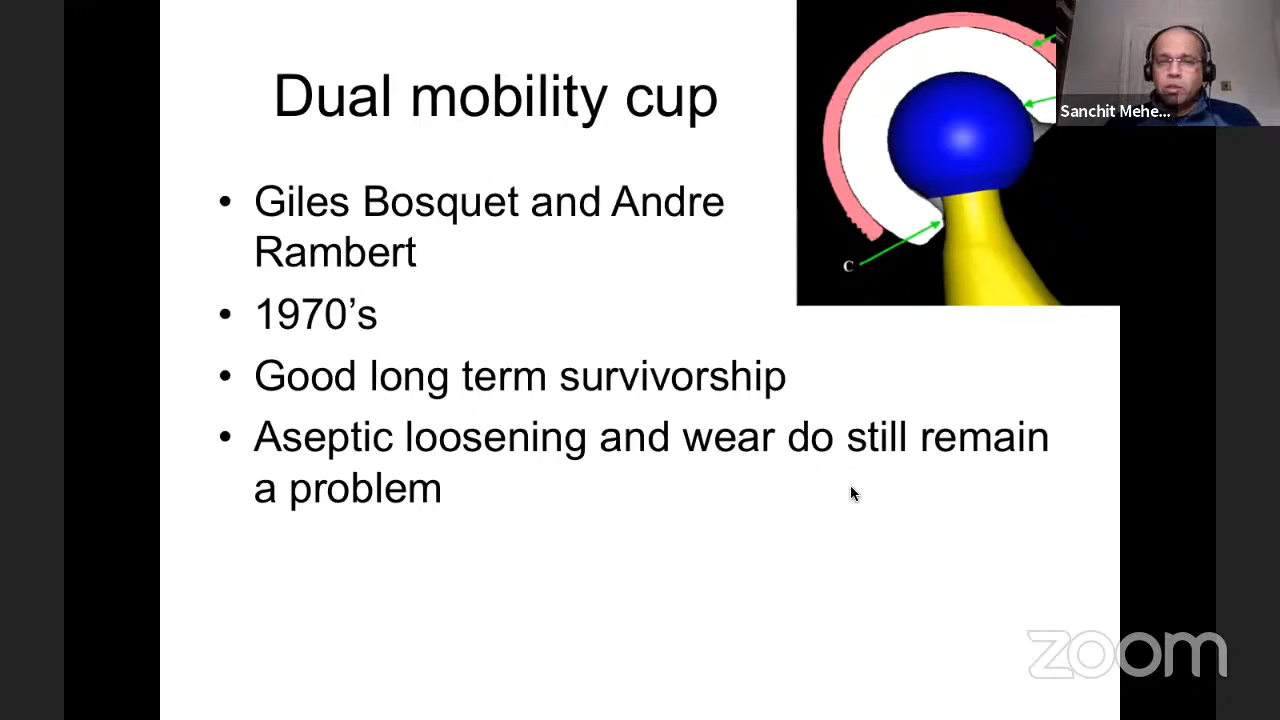 Dual mobility cup
• Giles Bosquet and Andre
Rambert
• 1970’s
• Good long term survivorship
• Aseptic loosening and wear do still remain
a problem
C
Sanchit Mehe...
zoom